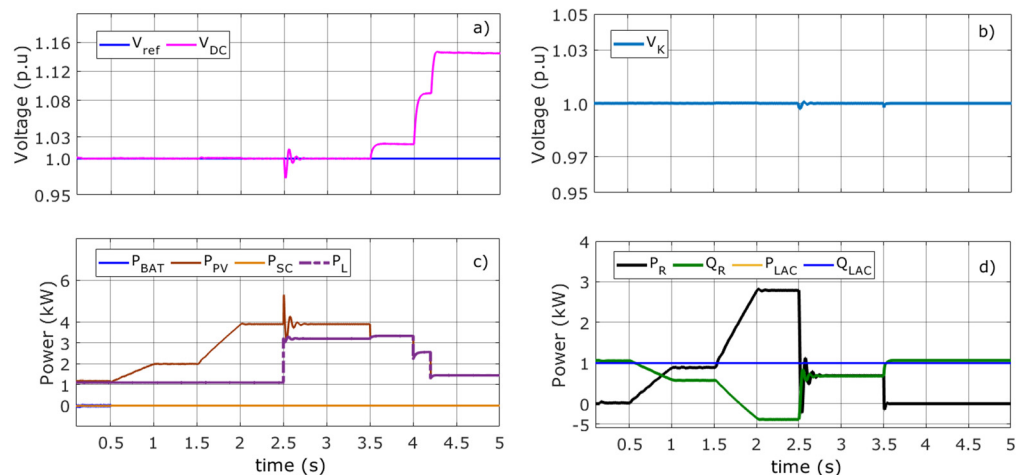 a)
V_ref V_DC
Voltage (p.u)
1.16
1.12
1.08
1.03
1.0
0.95
b)
V_K
Voltage (p.u)
1.05
1.03
1.0
0.97
0.95
c)
P_BAT P_PV P_SC P_L
Power (kW)
6
4
2
1
0
0.5 1 1.5 2 2.5 3 3.5 4 4.5 5
time (s)
d)
P_R Q_R P_LAC Q_LAC
Power (kW)
4
3
2
1
0
-5
0.5 1 1.5 2 2.5 3 3.5 4 4.5 5
time (s)